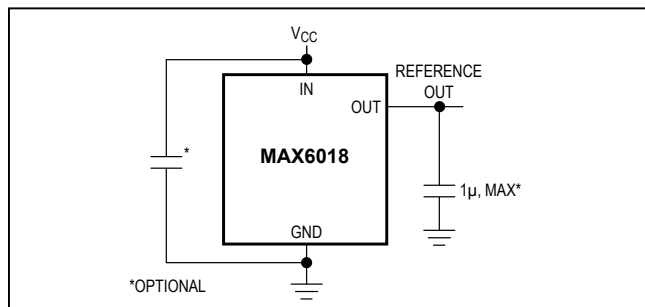 V_CC
REFERENCE
OUT
IN
OUT
*
MAX6018
1µ, MAX*
GND
*OPTIONAL